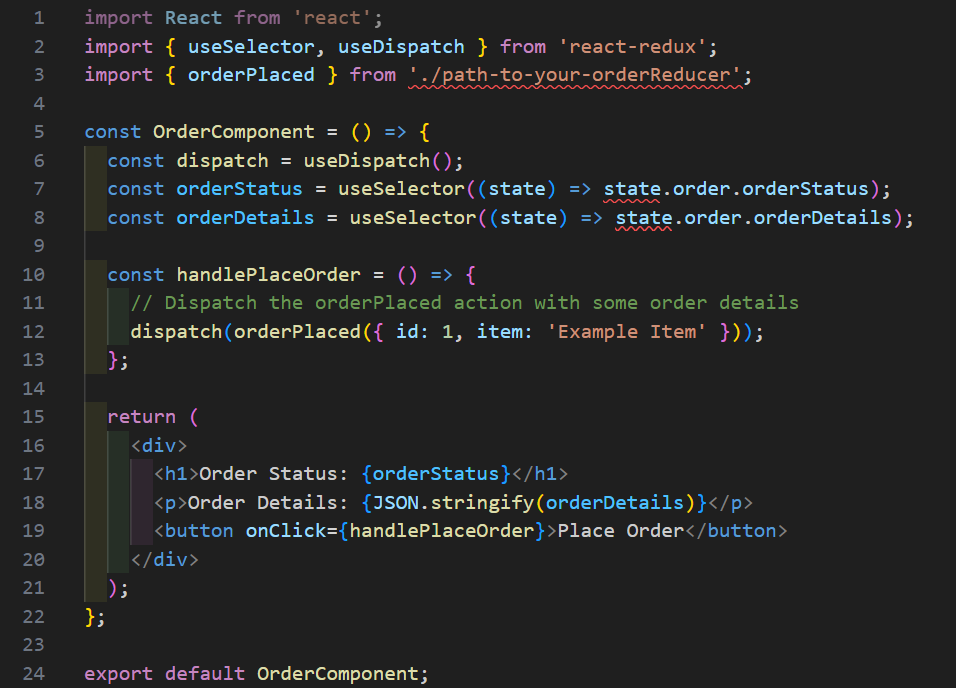 1 import React from 'react';
2 import { useSelector, useDispatch } from 'react-redux';
3 import { orderPlaced } from './path-to-your-orderReducer';
4
5 const OrderComponent = () => {
6   const dispatch = useDispatch();
7   const orderStatus = useSelector((state) => state.order.orderStatus);
8   const orderDetails = useSelector((state) => state.order.orderDetails);
9
10   const handlePlaceOrder = () => {
11     // Dispatch the orderPlaced action with some order details
12     dispatch(orderPlaced({ id: 1, item: 'Example Item' }));
13   };
14
15   return (
16     <div>
17       <h1>Order Status: {orderStatus}</h1>
18       <p>Order Details: {JSON.stringify(orderDetails)}</p>
19       <button onClick={handlePlaceOrder}>Place Order</button>
20     </div>
21   );
22 };
23
24 export default OrderComponent;